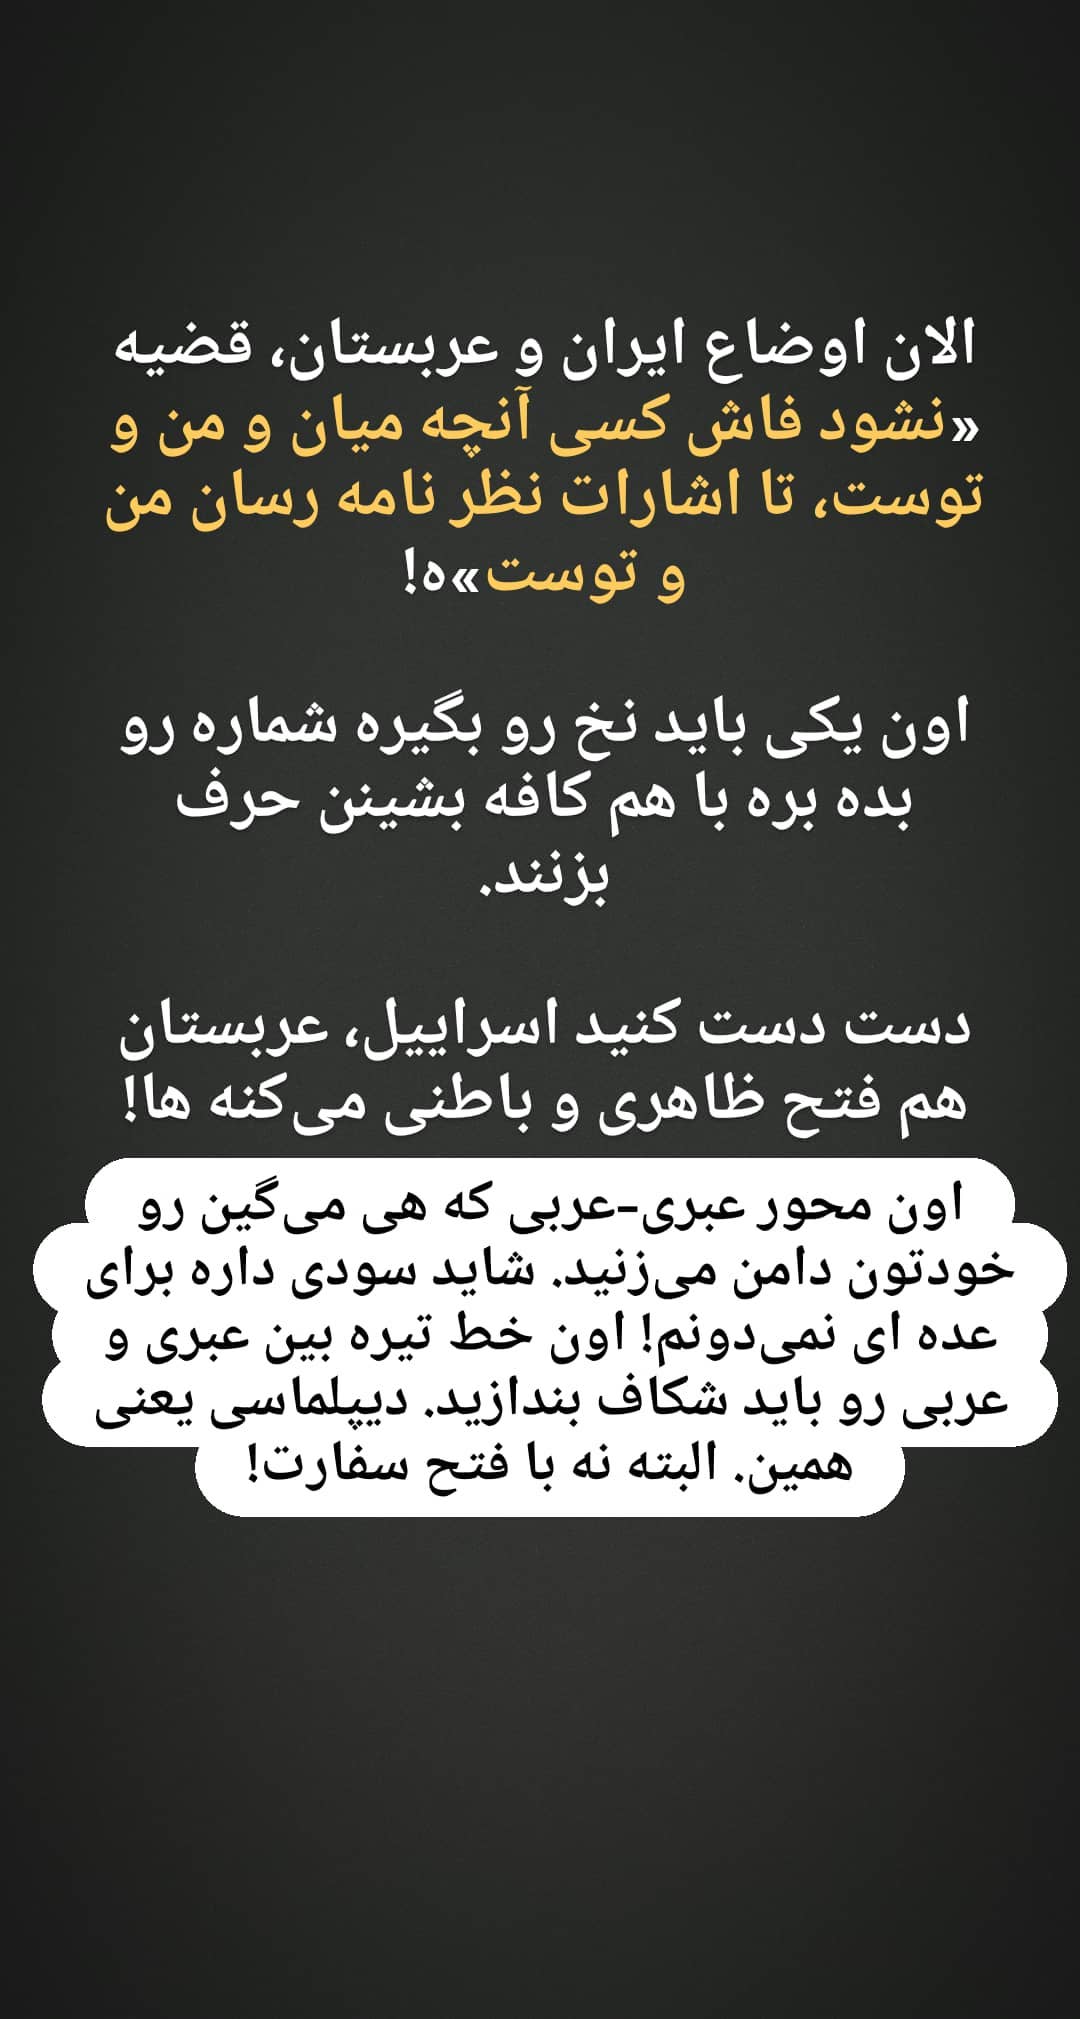 الان اوضاع ایران و عربستان، قضیه
«نشود فاش کسی آنچه میان و من و
توست، تا اشارات نظر نامه رسان من
و توست»ه!
اون یکی باید نخ رو بگیره شماره رو
بده بره با هم کافه بشینن حرف
بزنند.
دست دست کنید اسراییل، عربستان
هم فتح ظاهری و باطنی می‌کنه ها!
اون محور عبری-عربی که هی می‌گین رو
خودتون دامن می‌زنید. شاید سودی داره برای
عده ای نمی‌دونم! اون خط تیره بین عبری و
عربی رو باید شکاف بندازید. دیپلماسی یعنی
همین. البته نه با فتح سفارت!